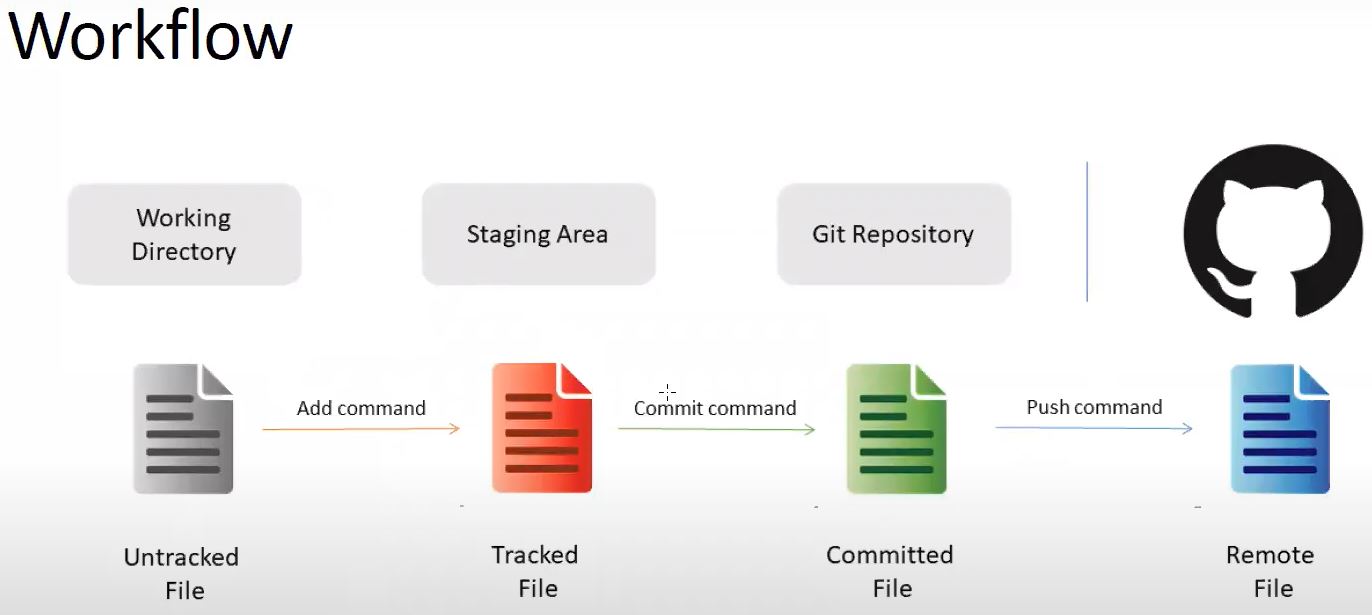 Workflow
Working
Directory
Staging Area
Git Repository
Add command
Commit command
Push command
Untracked
File
Tracked
File
Committed
File
Remote
File